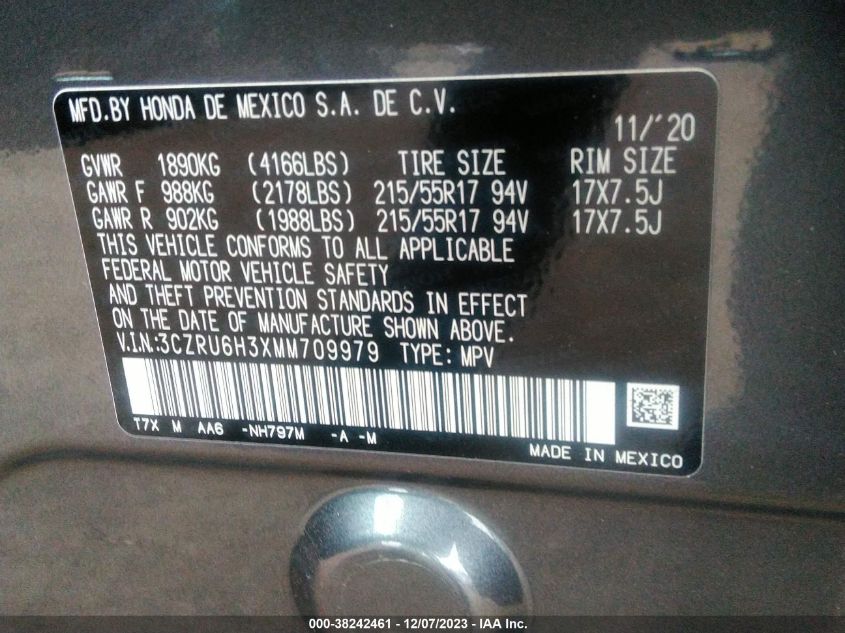 MFD.BY HONDA DE MEXICO S.A. DE C.V.
11/'20
GVWR 1890KG (4166LBS) TIRE SIZE RIM SIZE
GAWR F 988KG (2178LBS) 215/55R17 94V 17X7.5J
GAWR R 902KG (1988LBS) 215/55R17 94V 17X7.5J
THIS VEHICLE CONFORMS TO ALL APPLICABLE
FEDERAL MOTOR VEHICLE SAFETY
AND THEFT PREVENTION STANDARDS IN EFFECT
ON THE DATE OF MANUFACTURE SHOWN ABOVE.
V.I.N.:3CZRU6H3XMM709979 TYPE: MPV
T7X M AA6 -NH797M -A -M
MADE IN MEXICO
000-38242461 - 12/07/2023 - IAA Inc.